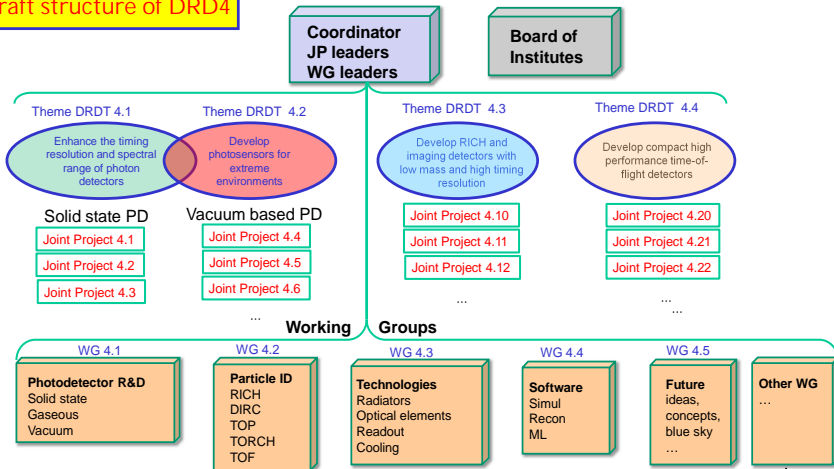 raft structure of DRD4
Coordinator
JP leaders
WG leaders
Board of
Institutes
Theme DRDT 4.1
Theme DRDT 4.2
Theme DRDT 4.3
Theme DRDT 4.4
Enhance the timing
resolution and spectral
range of photon
detectors
Develop
photosensors for
extreme
environments
Develop RICH and
imaging detectors with
low mass and high timing
resolution
Develop compact high
performance time-of-
flight detectors
Solid state PD
Joint Project 4.1
Joint Project 4.2
Joint Project 4.3
Vacuum based PD
Joint Project 4.4
Joint Project 4.5
Joint Project 4.6
...
Joint Project 4.10
Joint Project 4.11
Joint Project 4.12
...
Joint Project 4.20
Joint Project 4.21
Joint Project 4.22
...
...
Working Groups
WG 4.1
Photodetector R&D
Solid state
Gaseous
Vacuum
WG 4.2
Particle ID
RICH
DIRC
TOP
TORCH
TOF
WG 4.3
Technologies
Radiators
Optical elements
Readout
Cooling
WG 4.4
Software
Simul
Recon
ML
WG 4.5
Future
ideas,
concepts,
blue sky
...
Other WG
...